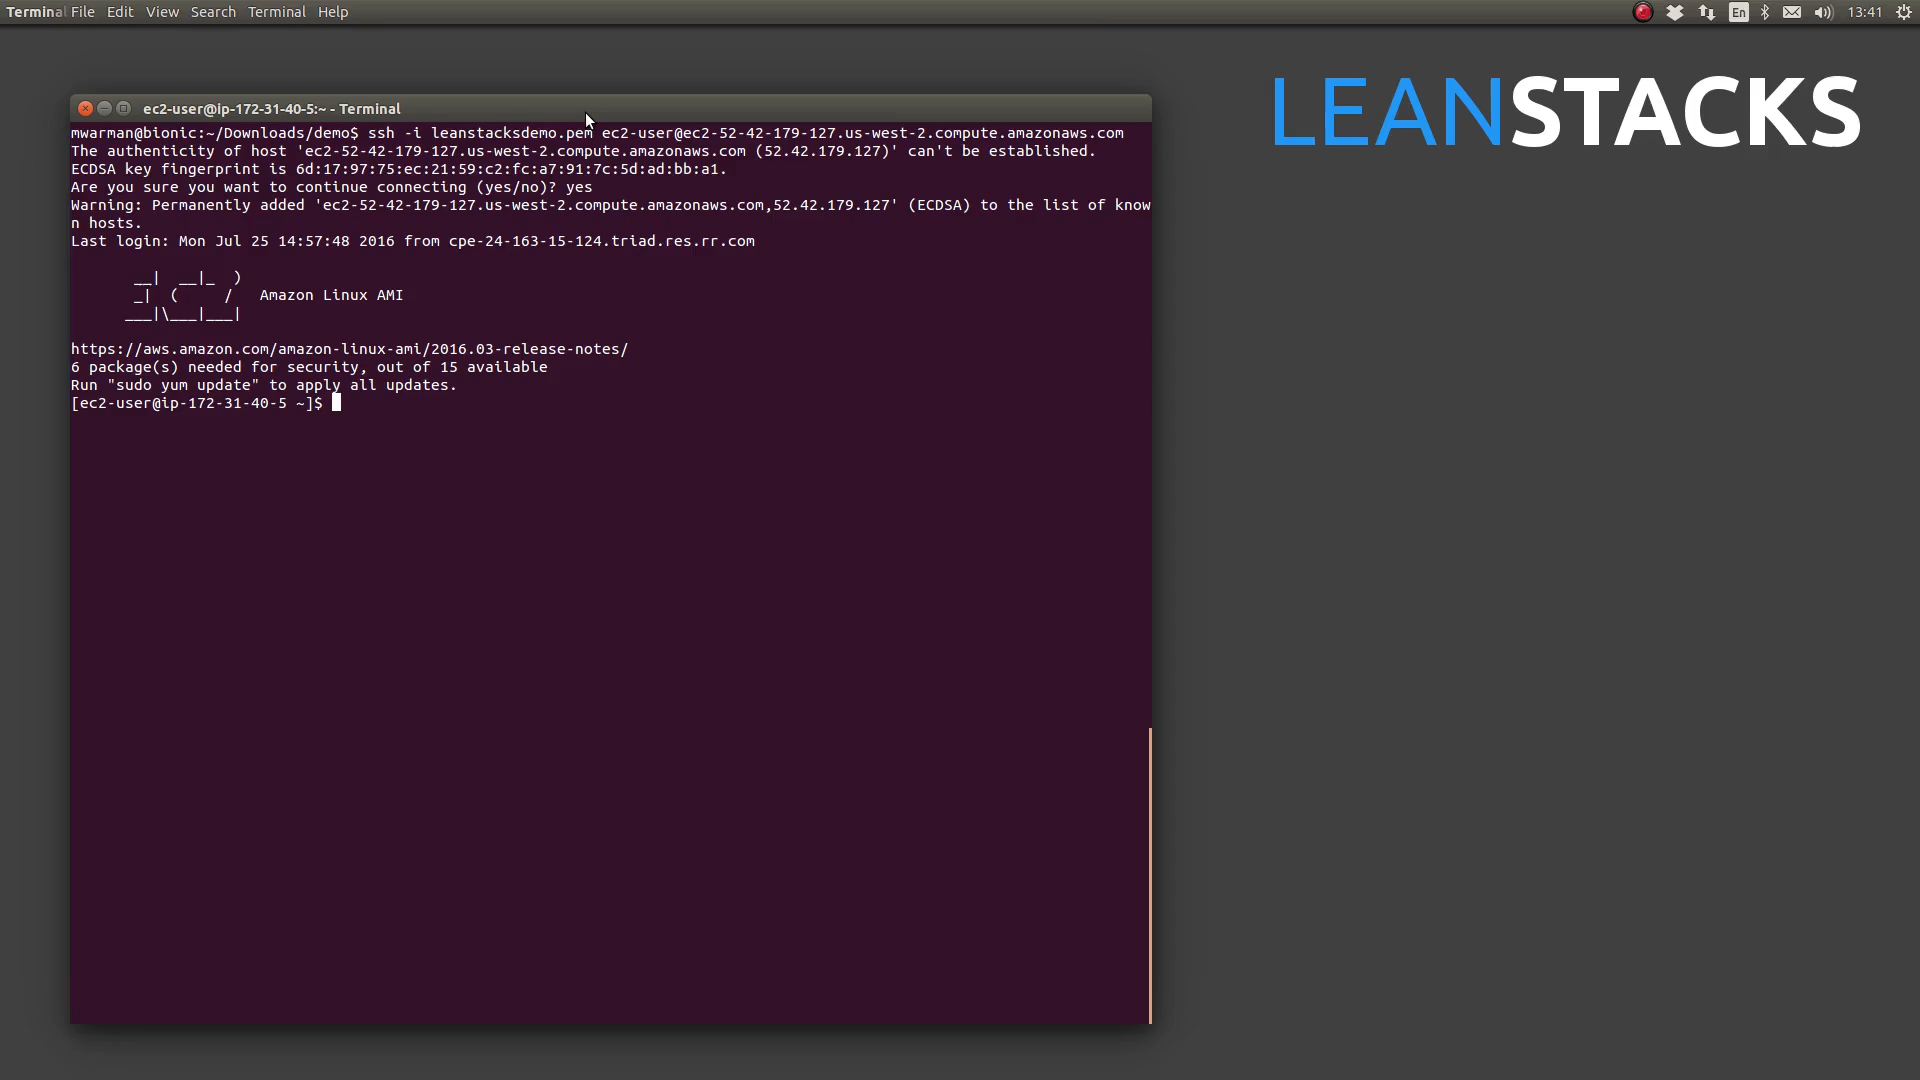 Terminal File Edit View Search Terminal Help En 13:41
LEANSTACKS
ec2-user@ip-172-31-40-5:~ - Terminal
mwarman@bionic:~/Downloads/demo$ ssh -i leanstacksdemo.pem ec2-user@ec2-52-42-179-127.us-west-2.compute.amazonaws.com
The authenticity of host 'ec2-52-42-179-127.us-west-2.compute.amazonaws.com (52.42.179.127)' can't be established.
ECDSA key fingerprint is 6d:17:97:75:ec:21:59:c2:fc:a7:91:7c:5d:ad:bb:a1.
Are you sure you want to continue connecting (yes/no)? yes
Warning: Permanently added 'ec2-52-42-179-127.us-west-2.compute.amazonaws.com,52.42.179.127' (ECDSA) to the list of know
n hosts.
Last login: Mon Jul 25 14:57:48 2016 from cpe-24-163-15-124.triad.res.rr.com
       __|  __|_  )
       _|  (     /   Amazon Linux AMI
      ___|\___|___|
https://aws.amazon.com/amazon-linux-ami/2016.03-release-notes/
6 package(s) needed for security, out of 15 available
Run "sudo yum update" to apply all updates.
[ec2-user@ip-172-31-40-5 ~]$